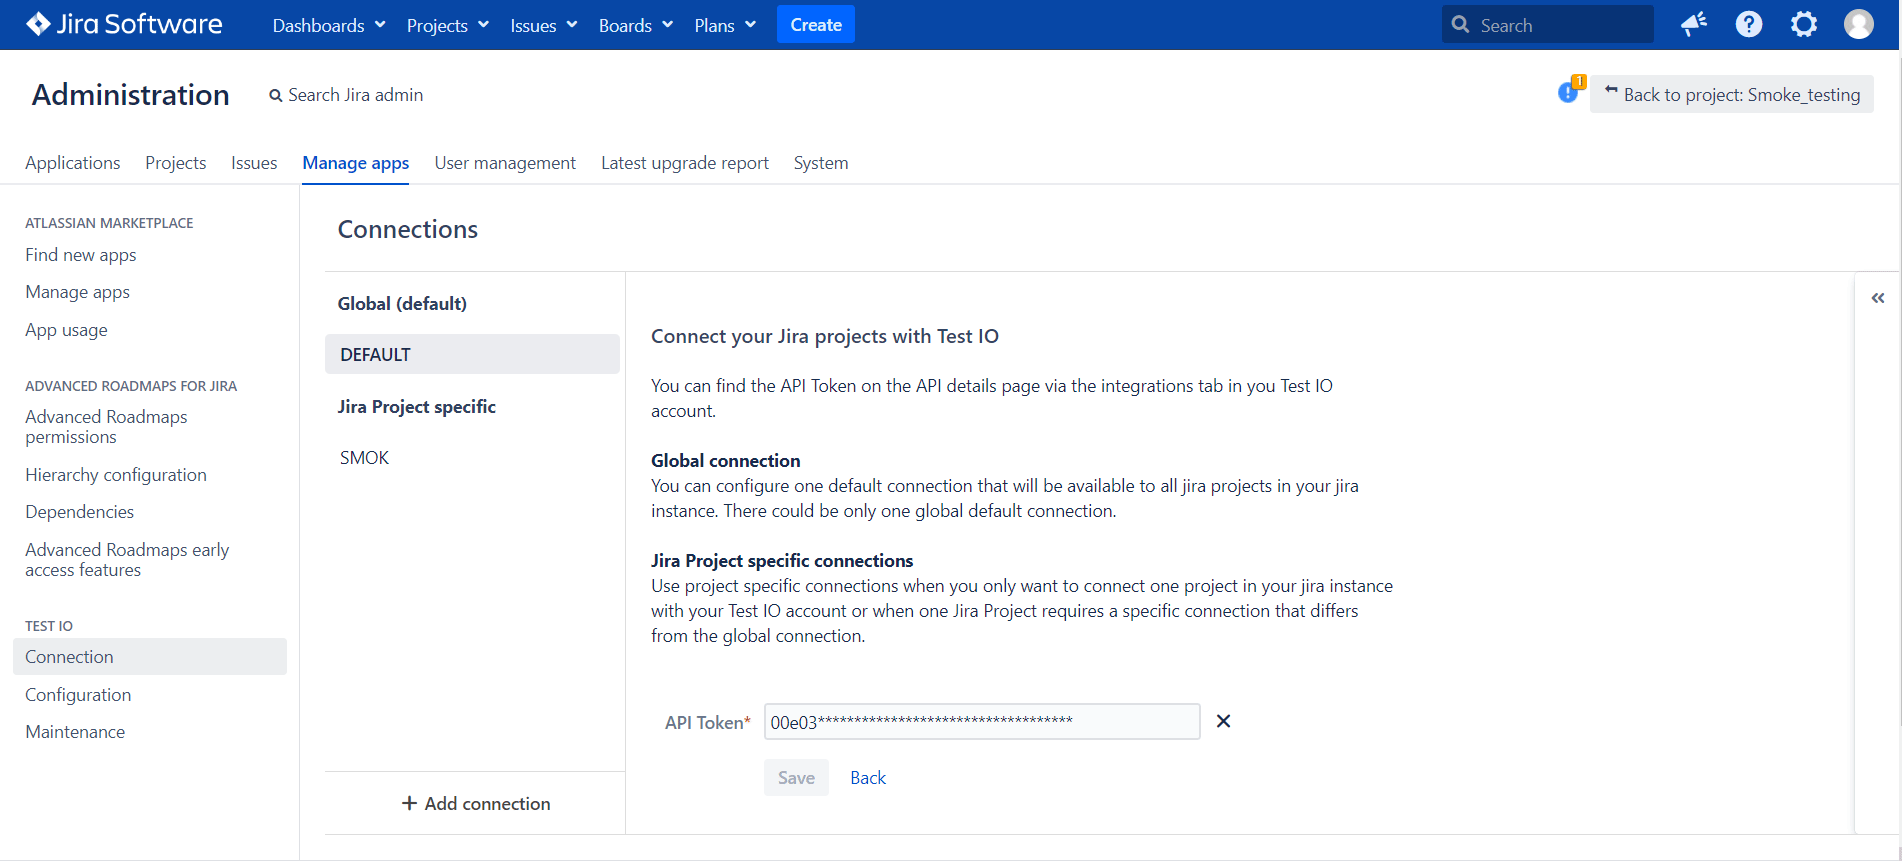 Jira Software
Dashboards Projects Issues Boards Plans Create Search
Administration
Search Jira admin
1
Back to project: Smoke_testing
Applications Projects Issues Manage apps User management Latest upgrade report System
ATLASSIAN MARKETPLACE
Find new apps
Manage apps
App usage
ADVANCED ROADMAPS FOR JIRA
Advanced Roadmaps
permissions
Hierarchy configuration
Dependencies
Advanced Roadmaps early
access features
TEST IO
Connection
Configuration
Maintenance
Connections
Global (default)
DEFAULT
Jira Project specific
SMOK
+ Add connection
Connect your Jira projects with Test IO
You can find the API Token on the API details page via the integrations tab in you Test IO
account.
Global connection
You can configure one default connection that will be available to all jira projects in your jira
instance. There could be only one global default connection.
Jira Project specific connections
Use project specific connections when you only want to connect one project in your jira instance
with your Test IO account or when one Jira Project requires a specific connection that differs
from the global connection.
API Token* 00e03***********************************
Save Back